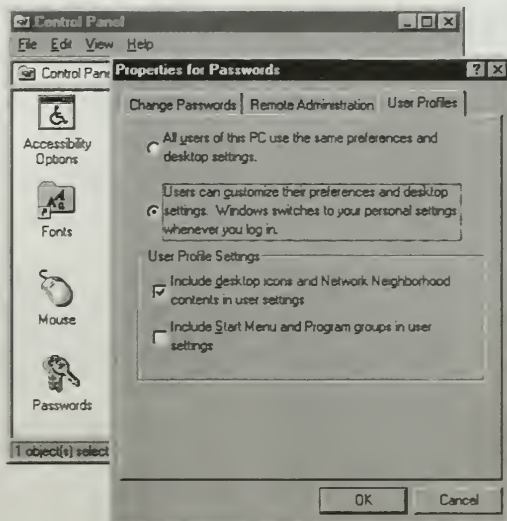 Control Panel
File Edit View Help
Control Pane
Accessibility
Options
Fonts
Mouse
Passwords
1 object(s) select
Properties for Passwords
Change Passwords Remote Administration User Profiles
All users of this PC use the same preferences and
desktop settings.
Users can customize their preferences and desktop
settings. Windows switches to your personal settings
whenever you log in.
User Profile Settings
Include desktop icons and Network Neighborhood
contents in user settings
Include Start Menu and Program groups in user
settings
OK Cancel